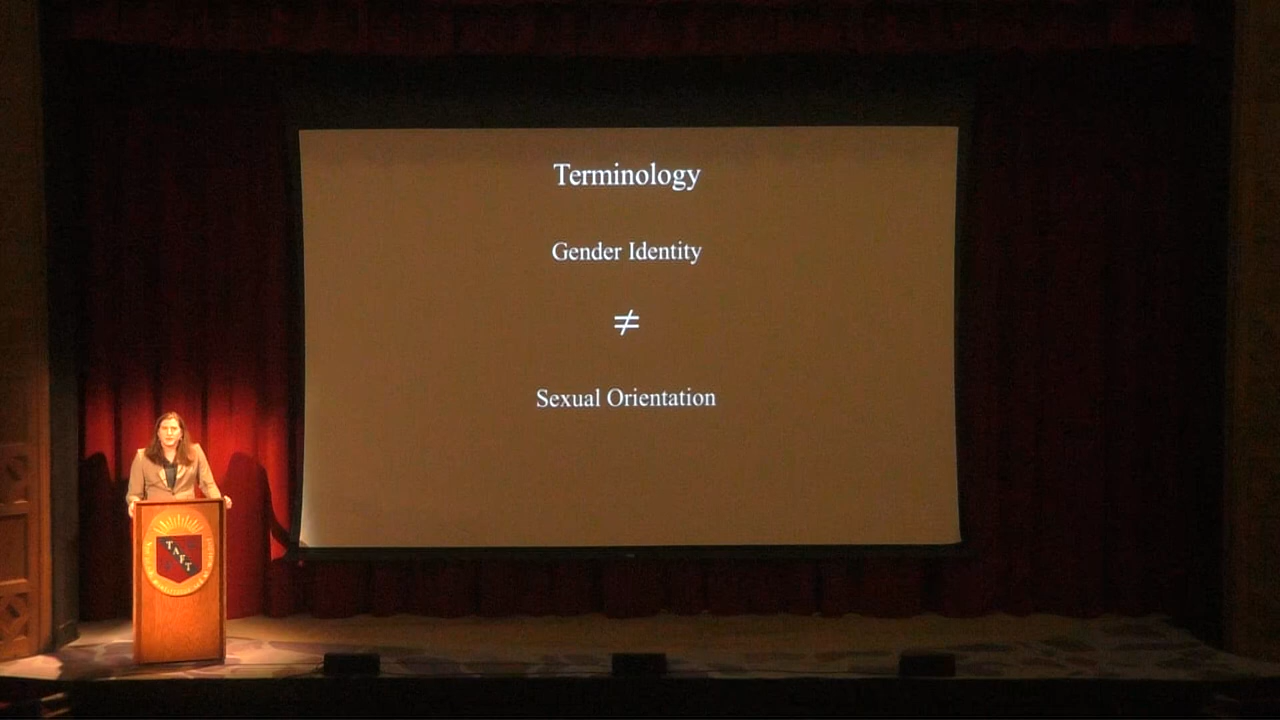 Terminology
Gender Identity
≠
Sexual Orientation
TAFT